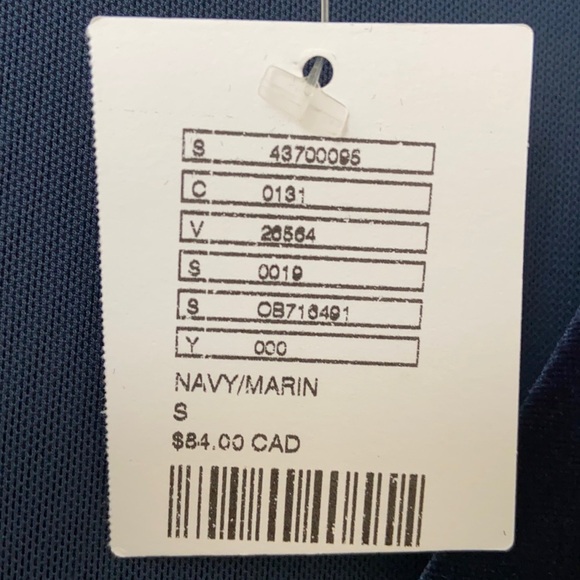 S 43700095
C 0131
V 26564
S 0019
S OB716491
Y 000
NAVY/MARIN
S
$84.00 CAD